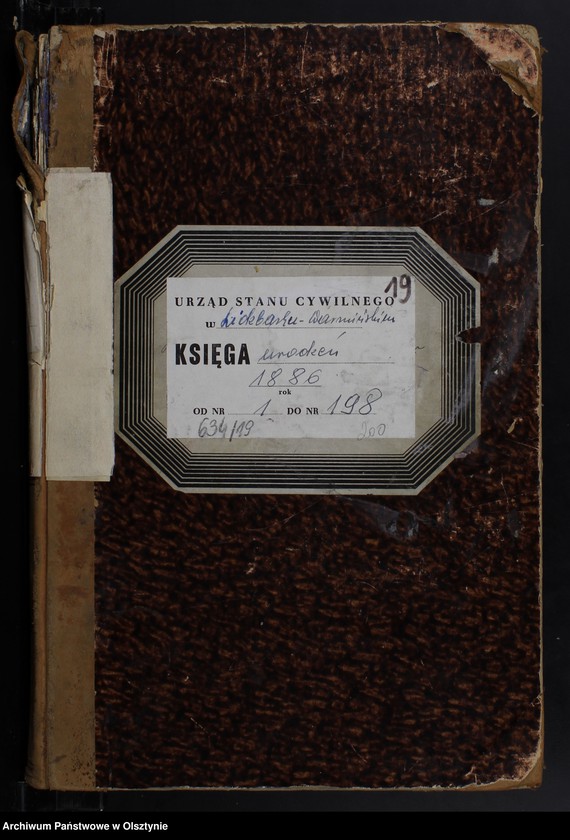 19
URZĄD STANU CYWILNEGO
w Lidzbarku-Warmińskim
KSIĘGA urodzeń
1886
rok
OD NR 1 DO NR 198
634/19 200
Archiwum Państwowe w Olsztynie